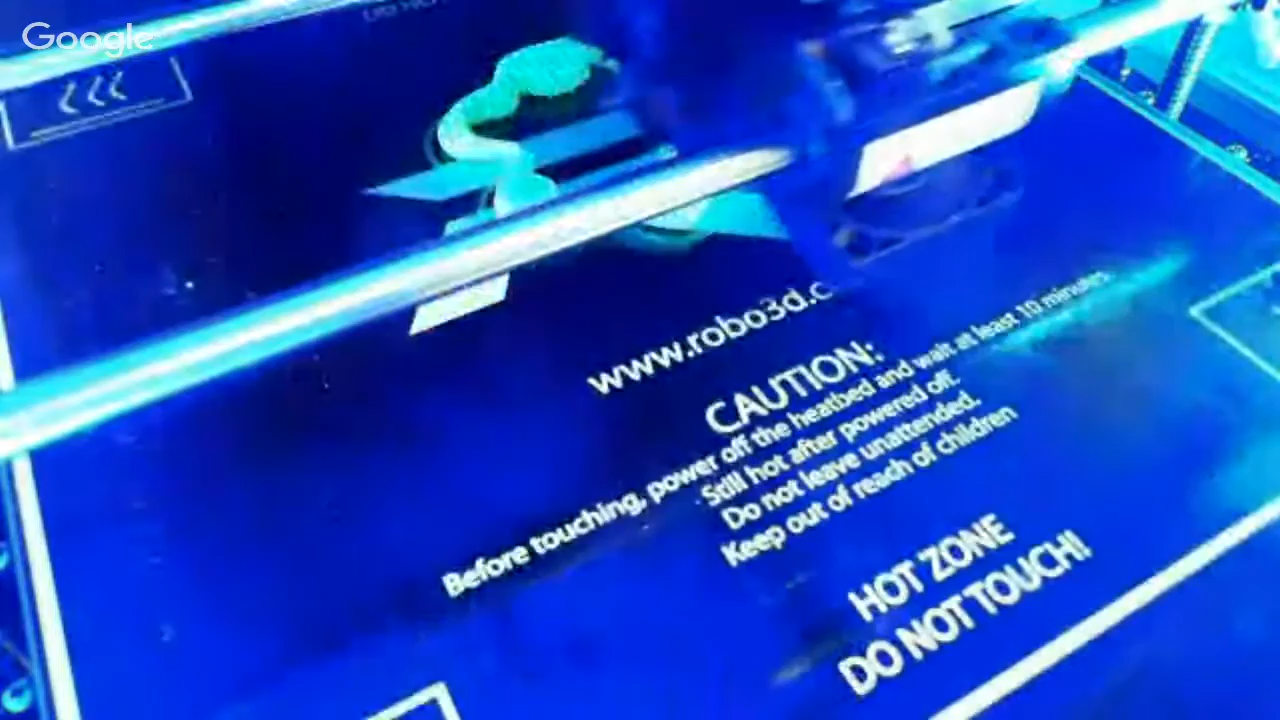 Google
www.robo3d.c
CAUTION:
Before touching, power off the heatbed and wait at least 10 minutes.
Still hot after powered off.
Do not leave unattended.
Keep out of reach of children
HOT ZONE
DO NOT TOUCH!